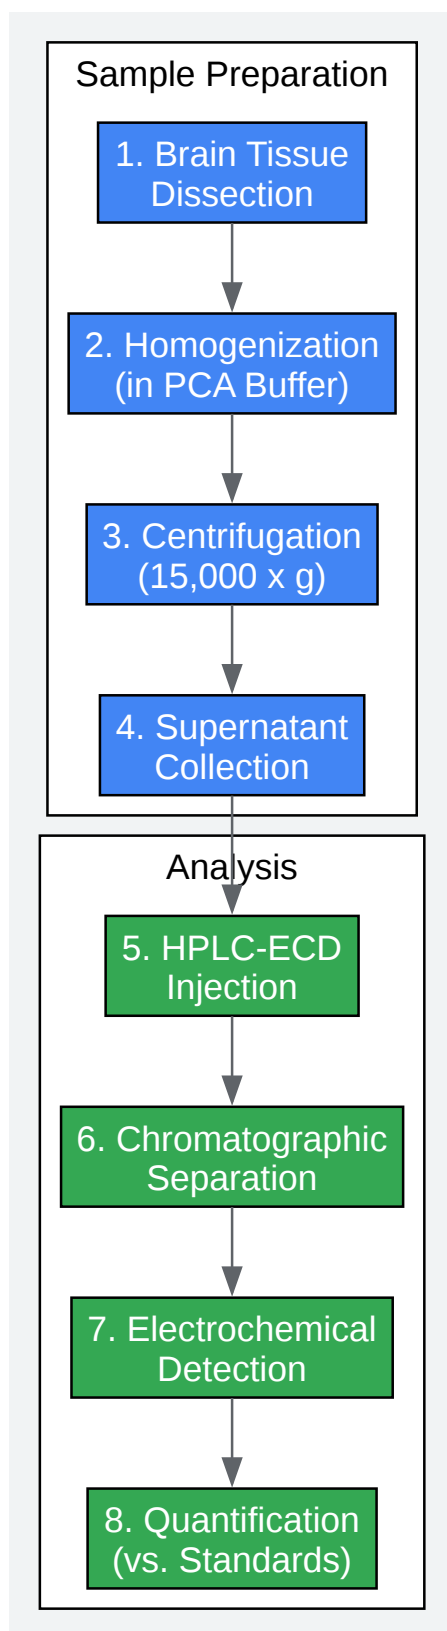 Sample Preparation
1. Brain Tissue
Dissection
2. Homogenization
(in PCA Buffer)
3. Centrifugation
(15,000 x g)
4. Supernatant
Collection
Analysis
5. HPLC-ECD
Injection
6. Chromatographic
Separation
7. Electrochemical
Detection
8. Quantification
(vs. Standards)